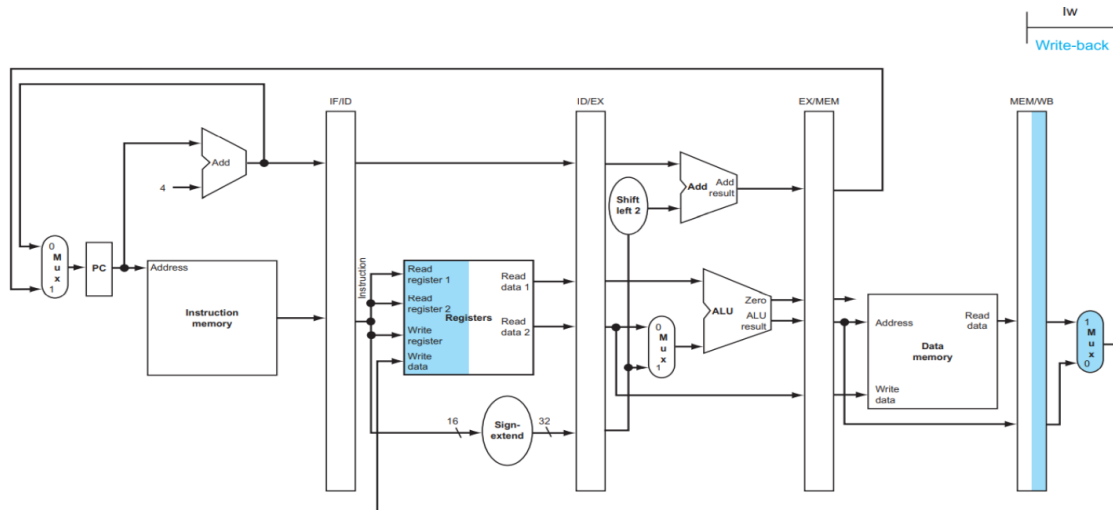 lw
Write-back
IF/ID
ID/EX
EX/MEM
MEM/WB
Add
4
Add
Add
result
Shift
left 2
0
M
u
x
1
PC
Address
Instruction
memory
Instruction
Read
register 1
Read
register 2
Registers
Write
register
Write
data
Read
data 1
Read
data 2
16
Sign-
extend
32
0
M
u
x
1
Zero
ALU
ALU
result
Address
Read
data
Data
memory
Write
data
1
M
u
x
0